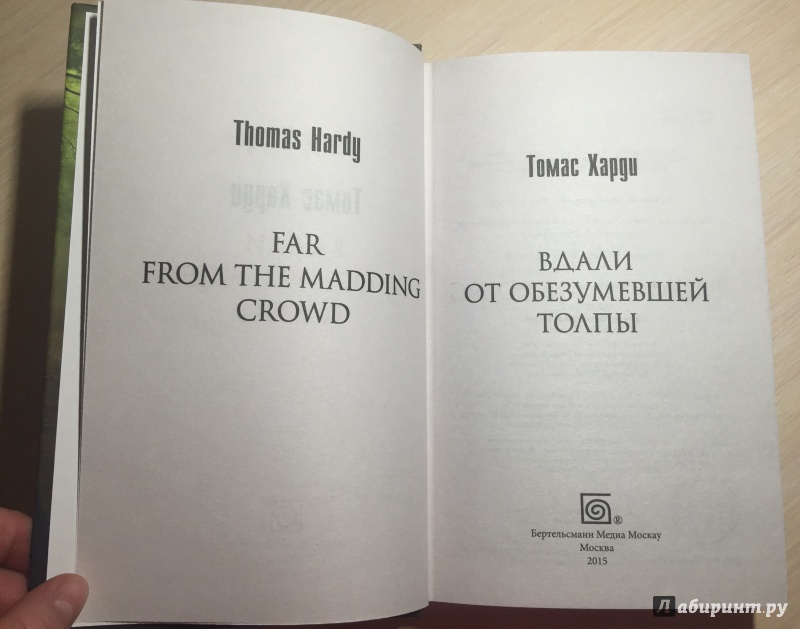 Thomas Hardy
FAR
FROM THE MADDING
CROWD
Томас Харди
ВДАЛИ
ОТ ОБЕЗУМЕВШЕЙ
ТОЛПЫ
®
Бертельсманн Медиа Москау
Москва
2015
Лабиринт.ру